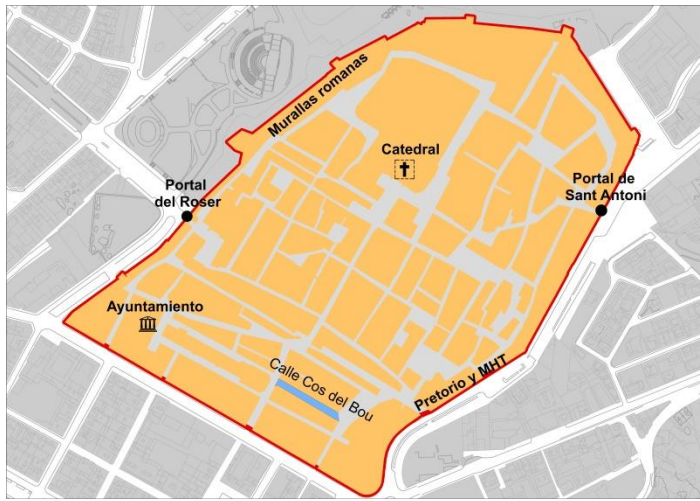 Murallas romanas
Catedral
Portal
del Roser
Portal de
Sant Antoni
Ayuntamiento
Calle Cos del Bou
Pretorio y MHT